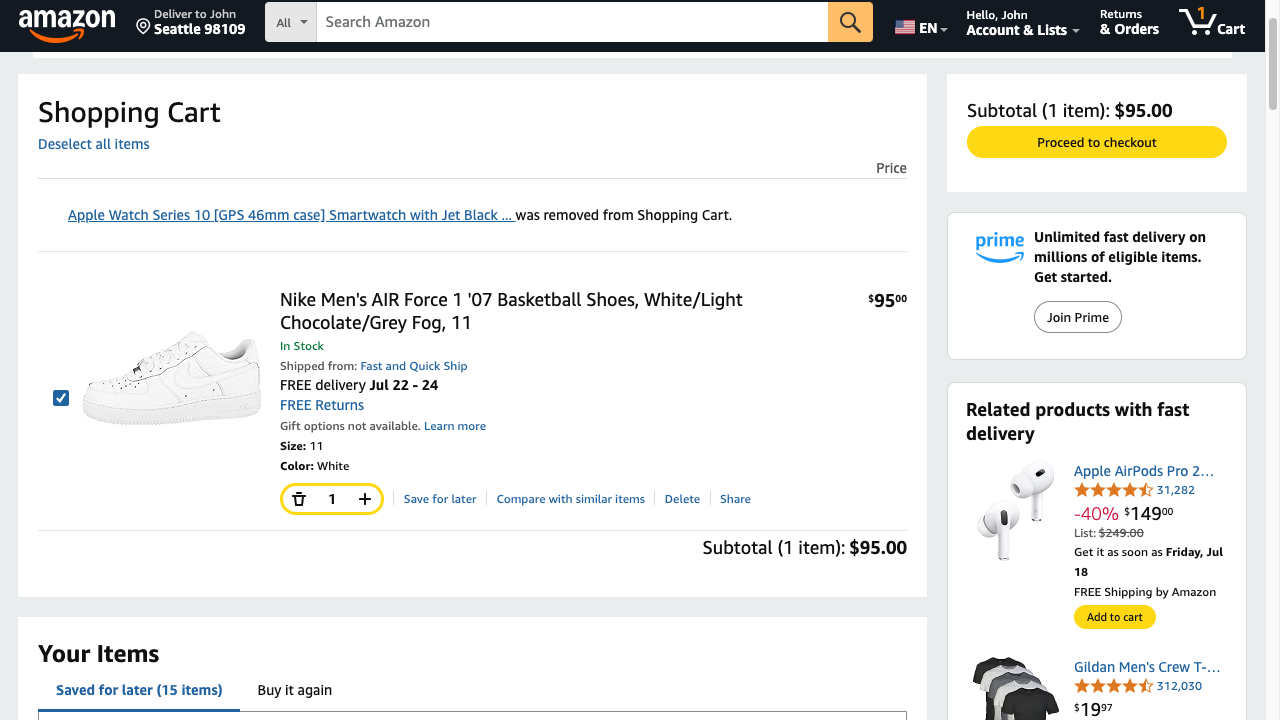 amazon
Deliver to John
Seattle 98109
All
Search Amazon
EN
Hello, John
Account & Lists
Returns
& Orders
1
Cart
Shopping Cart
Deselect all items
Price
Apple Watch Series 10 [GPS 46mm case] Smartwatch with Jet Black ... was removed from Shopping Cart.
Nike Men's AIR Force 1 '07 Basketball Shoes, White/Light
Chocolate/Grey Fog, 11
$9500
In Stock
Shipped from: Fast and Quick Ship
FREE delivery Jul 22 - 24
FREE Returns
Gift options not available. Learn more
Size: 11
Color: White
1
Save for later
Compare with similar items
Delete
Share
Subtotal (1 item): $95.00
Your Items
Saved for later (15 items)
Buy it again
Subtotal (1 item): $95.00
Proceed to checkout
prime
Unlimited fast delivery on
millions of eligible items.
Get started.
Join Prime
Related products with fast
delivery
Apple AirPods Pro 2...
31,282
-40% $14900
List: $249.00
Get it as soon as Friday, Jul
18
FREE Shipping by Amazon
Add to cart
Gildan Men's Crew T-...
312,030
$1997